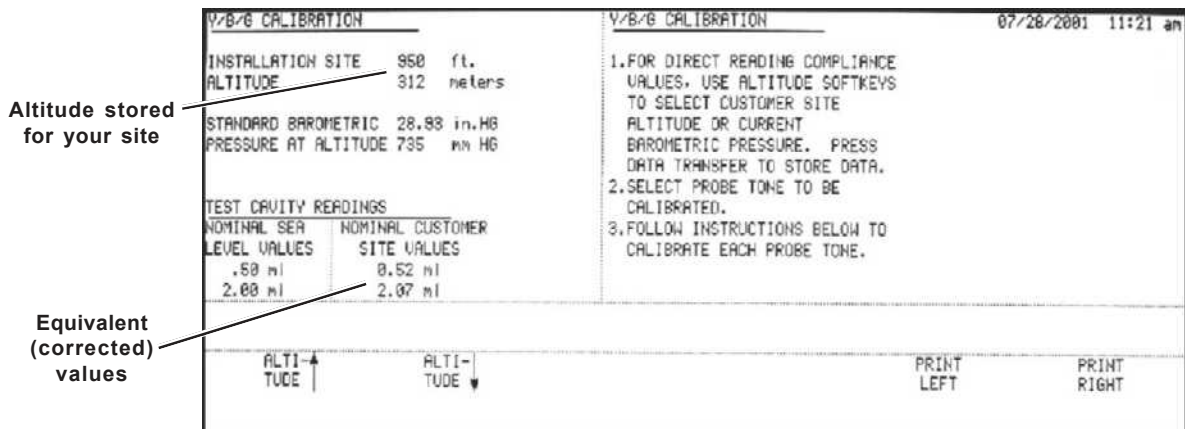 Y/B/G CALIBRATION
INSTALLATION SITE 950 ft.
ALTITUDE 312 meters
STANDARD BAROMETRIC 28.93 in.HG
PRESSURE AT ALTITUDE 735 mm HG
TEST CAVITY READINGS
NOMINAL SEA NOMINAL CUSTOMER
LEVEL VALUES SITE VALUES
.50 ml 0.52 ml
2.00 ml 2.07 ml
Y/B/G CALIBRATION 07/28/2001 11:21 am
1.FOR DIRECT READING COMPLIANCE
VALUES, USE ALTITUDE SOFTKEYS
TO SELECT CUSTOMER SITE
ALTITUDE OR CURRENT
BAROMETRIC PRESSURE. PRESS
DATA TRANSFER TO STORE DATA.
2.SELECT PROBE TONE TO BE
CALIBRATED.
3.FOLLOW INSTRUCTIONS BELOW TO
CALIBRATE EACH PROBE TONE.
ALTI-
TUDE
ALTI-
TUDE
PRINT
LEFT
PRINT
RIGHT
Altitude stored
for your site
Equivalent
(corrected)
values